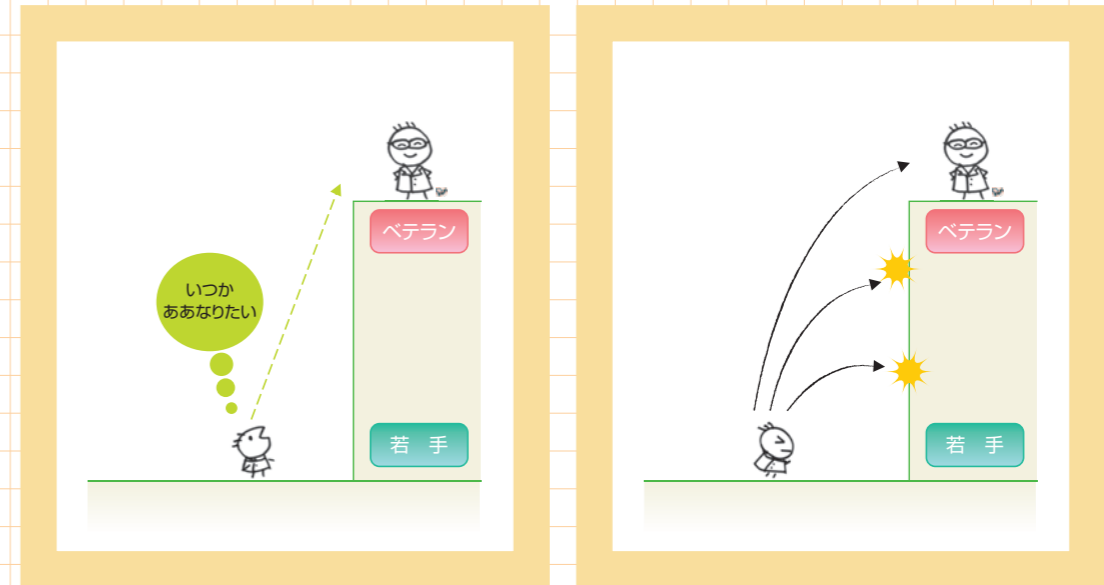 ベテラン
いつか
ああなりたい
若 手
ベテラン
若 手